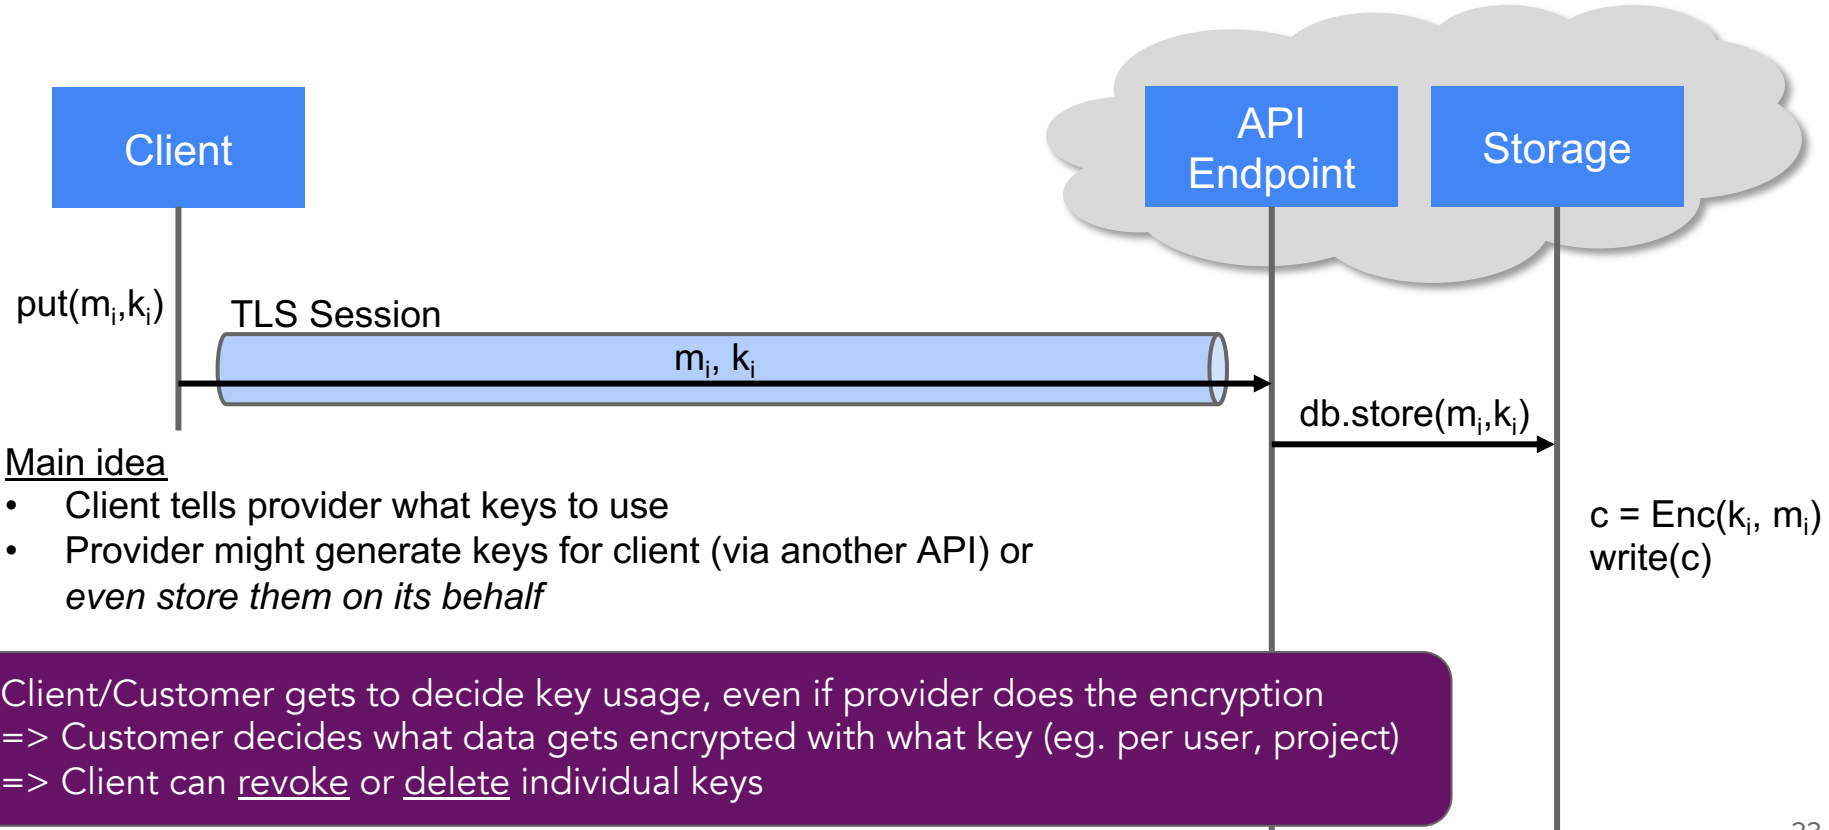 Client
API
Endpoint
Storage
put(mᵢ,kᵢ)
TLS Session
mᵢ, kᵢ
db.store(mᵢ,kᵢ)
c = Enc(kᵢ, mᵢ)
write(c)
Main idea
• Client tells provider what keys to use
• Provider might generate keys for client (via another API) or
even store them on its behalf
Client/Customer gets to decide key usage, even if provider does the encryption
=> Customer decides what data gets encrypted with what key (eg. per user, project)
=> Client can revoke or delete individual keys